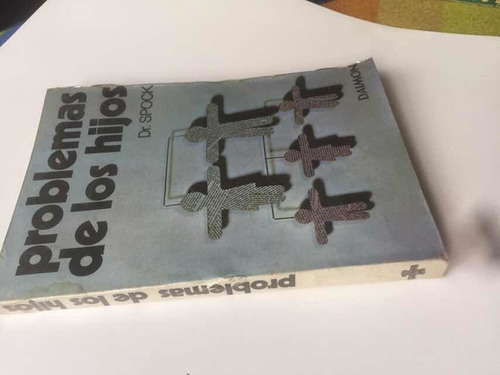 problemas
de los hijos
Dr. SPOCK
DAIMON
problemas de los hijos